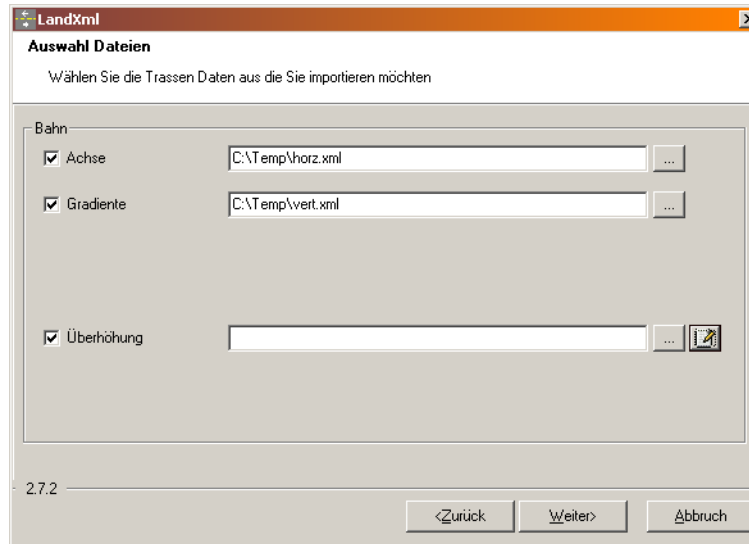 LandXml
Auswahl Dateien
Wählen Sie die Trassen Daten aus die Sie importieren möchten
Bahn
Achse C:\Temp\horz.xml ...
Gradiente C:\Temp\vert.xml ...
Überhöhung ...
2.7.2
<Zurück Weiter> Abbruch